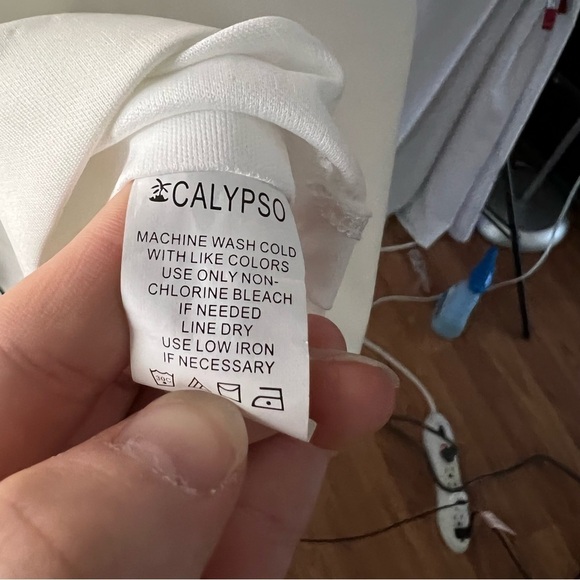 CALYPSO
MACHINE WASH COLD
WITH LIKE COLORS
USE ONLY NON-
CHLORINE BLEACH
IF NEEDED
LINE DRY
USE LOW IRON
IF NECESSARY
30C